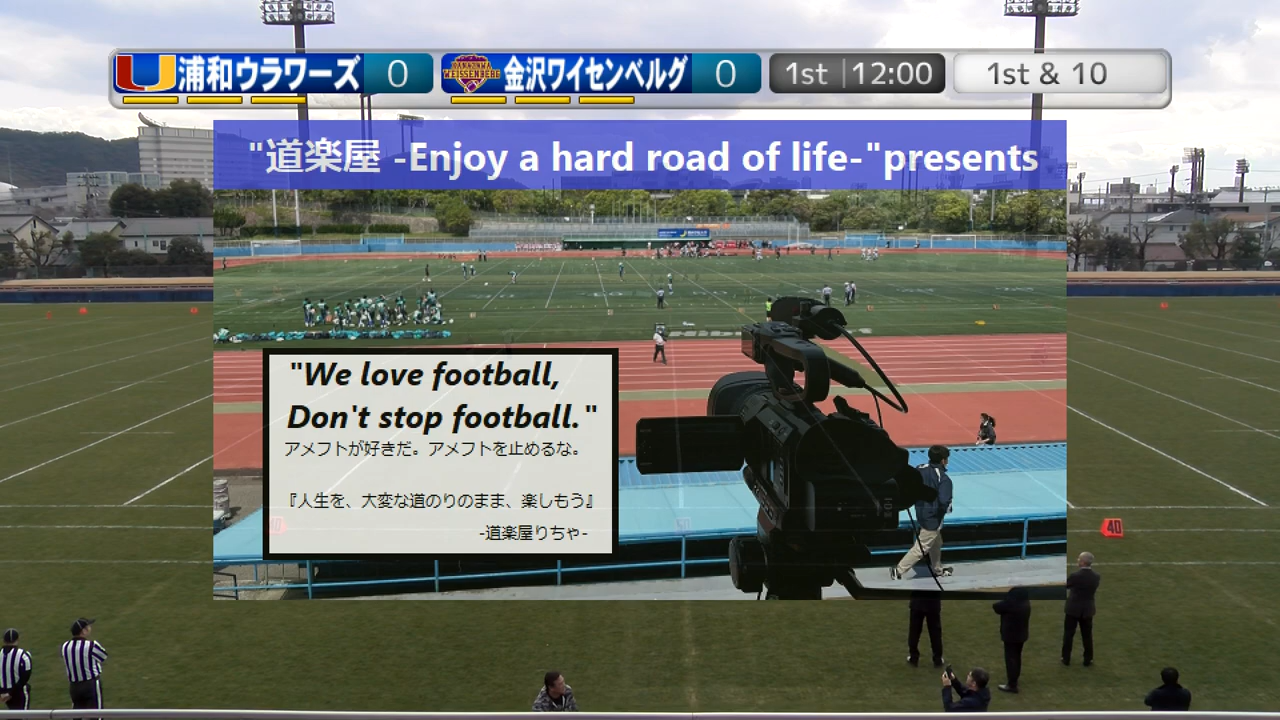 浦和ウラワーズ 0 KANAZAWA WEISSENBERG 金沢ワイセンベルグ 0 1st 12:00 1st & 10
"道楽屋 -Enjoy a hard road of life-"presents
"We love football,
Don't stop football."
アメフトが好きだ。アメフトを止めるな。
『人生を、大変な道のりのまま、楽しもう』
-道楽屋りちゃ-
40